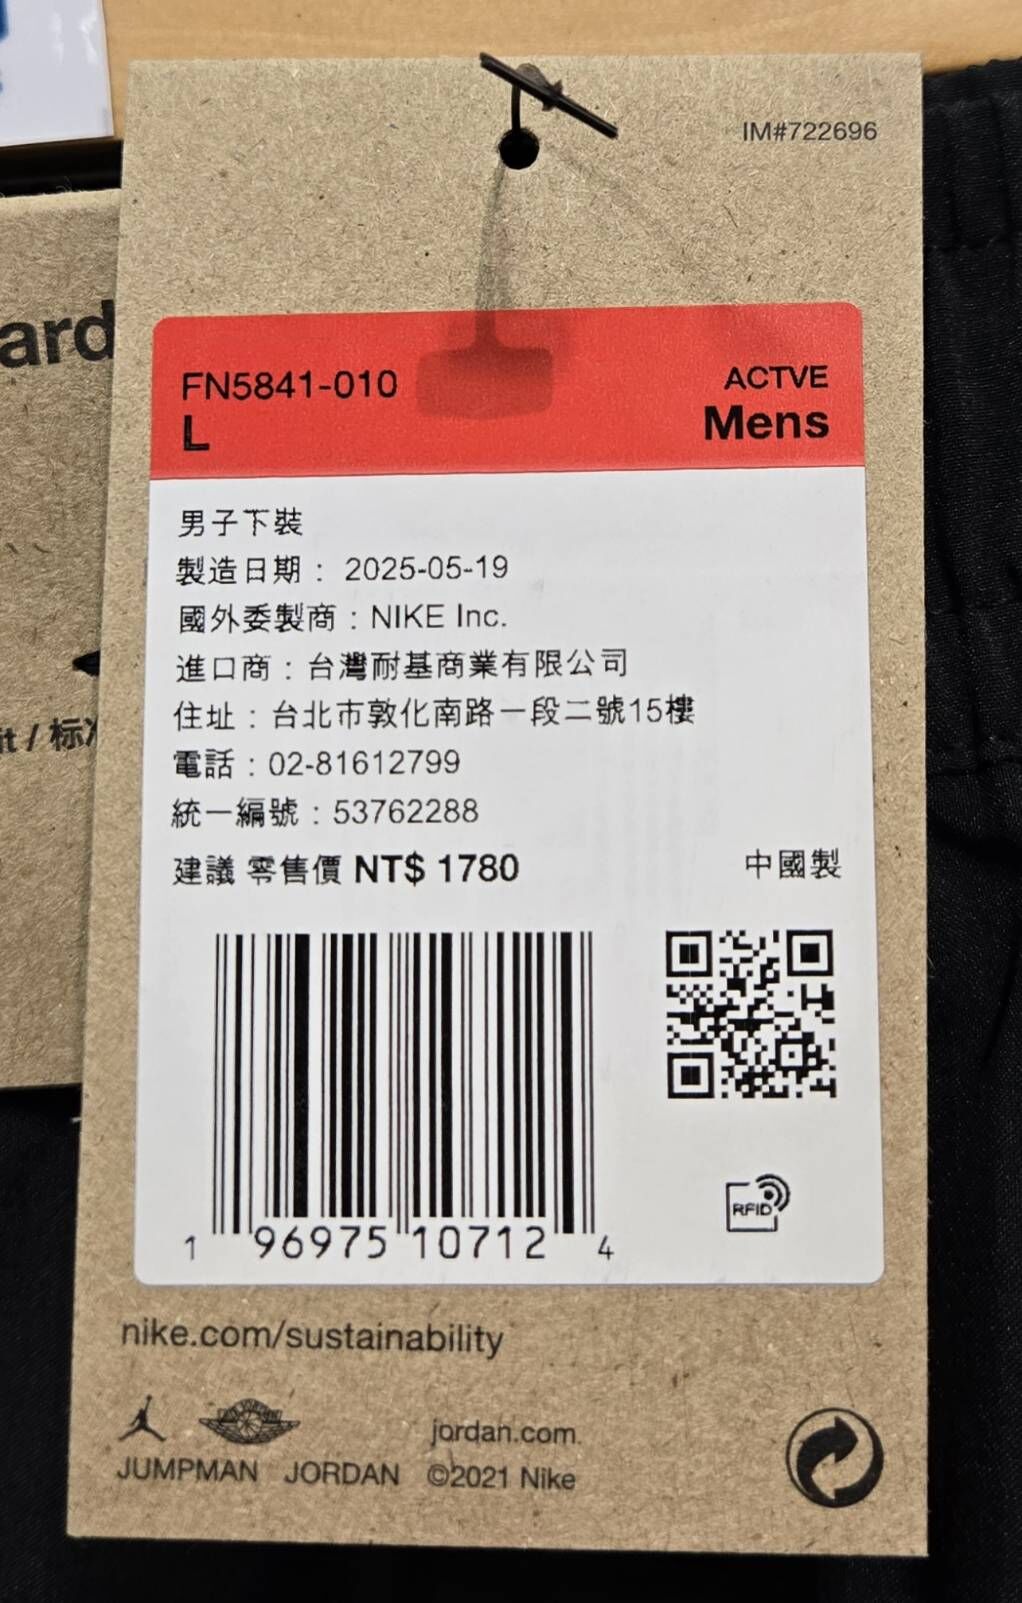 IM#722696
ard
FN5841-010
ACTVE
L
Mens
男子下裝
製造日期： 2025-05-19
國外委製商：NIKE Inc.
進口商：台灣耐基商業有限公司
it / 标
住址：台北市敦化南路一段二號15樓
電話：02-81612799
統一編號：53762288
建議 零售價 NT$ 1780
中國製
RFID
1 96975 10712 4
nike.com/sustainability
jordan.com
JUMPMAN JORDAN ©2021 Nike